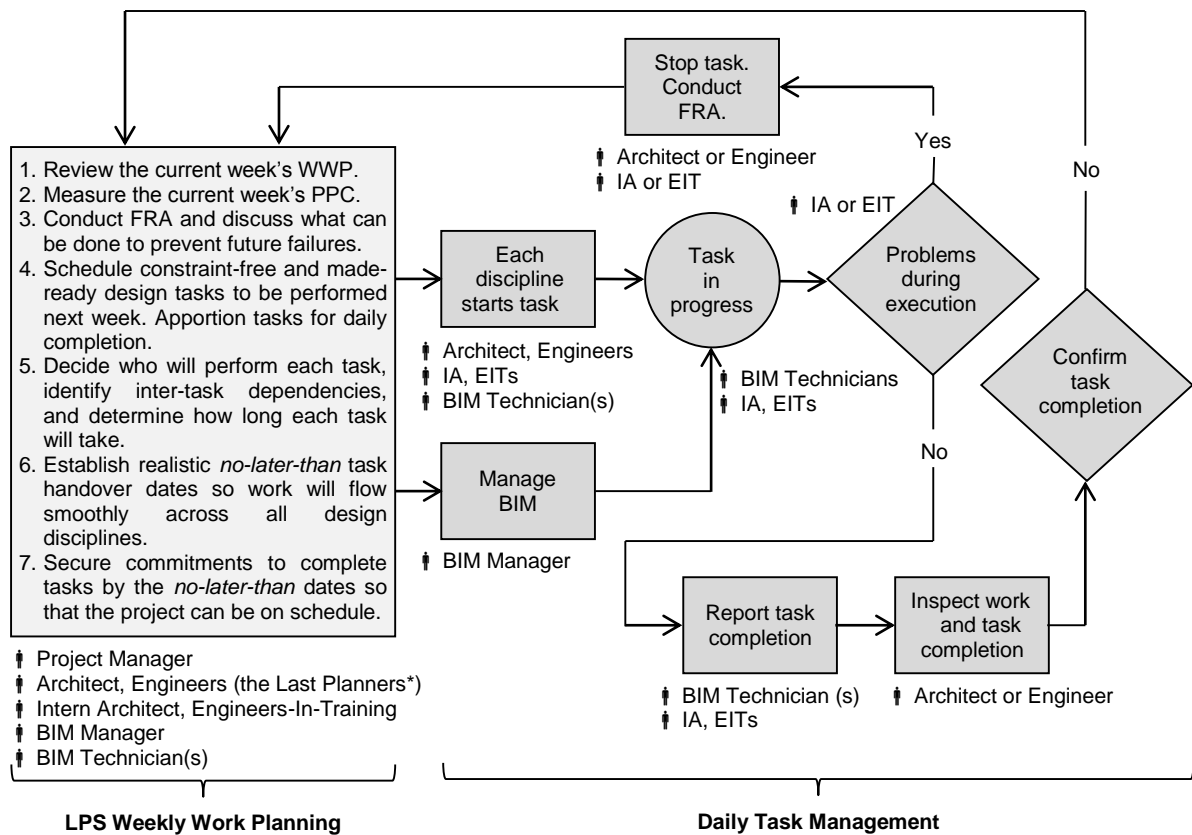 Stop task.
Conduct
FRA.
Yes
No
Architect or Engineer
IA or EIT
IA or EIT
1. Review the current week's WWP.
2. Measure the current week's PPC.
3. Conduct FRA and discuss what can
be done to prevent future failures.
4. Schedule constraint-free and made-
ready design tasks to be performed
next week. Apportion tasks for daily
completion.
5. Decide who will perform each task,
identify inter-task dependencies,
and determine how long each task
will take.
6. Establish realistic no-later-than task
handover dates so work will flow
smoothly across all design
disciplines.
7. Secure commitments to complete
tasks by the no-later-than dates so
that the project can be on schedule.
Project Manager
Architect, Engineers (the Last Planners*)
Intern Architect, Engineers-In-Training
BIM Manager
BIM Technician(s)
Each
discipline
starts task
Architect, Engineers
IA, EITs
BIM Technician(s)
Task
in
progress
BIM Technicians
IA, EITs
Problems
during
execution
No
Confirm
task
completion
Manage
BIM
BIM Manager
Report task
completion
BIM Technician (s)
IA, EITs
Inspect work
and task
completion
Architect or Engineer
LPS Weekly Work Planning
Daily Task Management